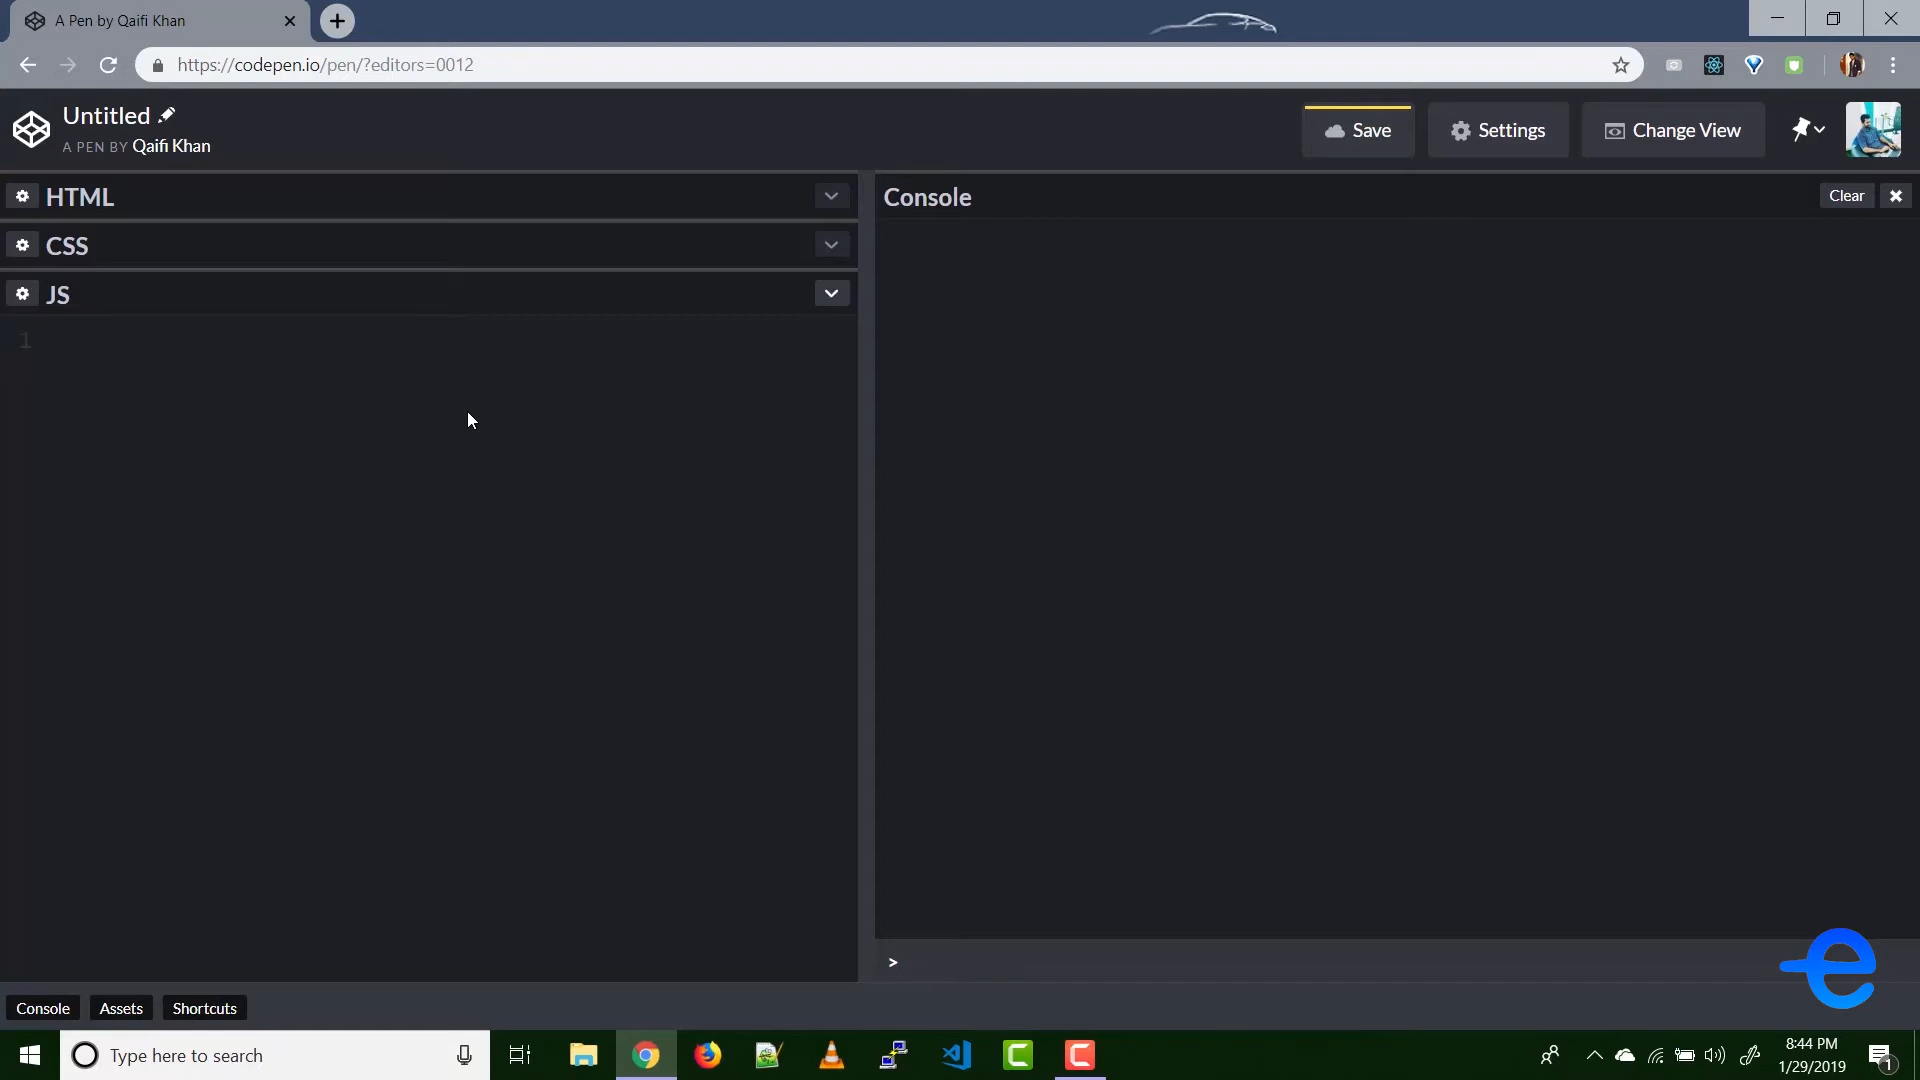 A Pen by Qaifi Khan
https://codepen.io/pen/?editors=0012
Untitled
A PEN BY Qaifi Khan
Save
Settings
Change View
HTML
CSS
JS
1
Console
Clear
>
Console
Assets
Shortcuts
e
Type here to search
8:44 PM
1/29/2019
1